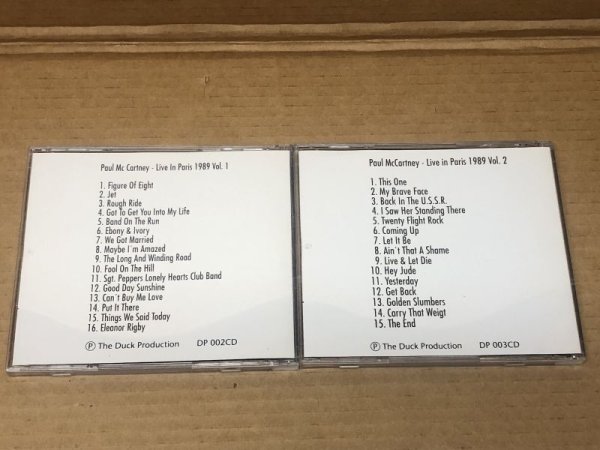 Paul Mc Cartney - Live in Paris 1989 Vol. 1
1. Figure Of Eight
2. Jet
3. Rough Ride
4. Got To Get You Into My Life
5. Band On The Run
6. Ebony & Ivory
7. We Got Married
8. Maybe I´m Amazed
9. The Long And Winding Road
10. Fool On The Hill
11. Sgt. Peppers Lonely Hearts Club Band
12. Good Day Sunshine
13. Can´t Buy Me Love
14. Put It There
15. Things We Said Today
16. Eleanor Rigby
Ⓟ The Duck Production DP 002CD
Paul McCartney - Live in Paris 1989 Vol. 2
1. This One
2. My Brave Face
3. Back In The U.S.S.R.
4. I Saw Her Standing There
5. Twenty Flight Rock
6. Coming Up
7. Let It Be
8. Ain´t That A Shame
9. Live & Let Die
10. Hey Jude
11. Yesterday
12. Get Back
13. Golden Slumbers
14. Carry That Weigt
15. The End
Ⓟ The Duck Production DP 003CD